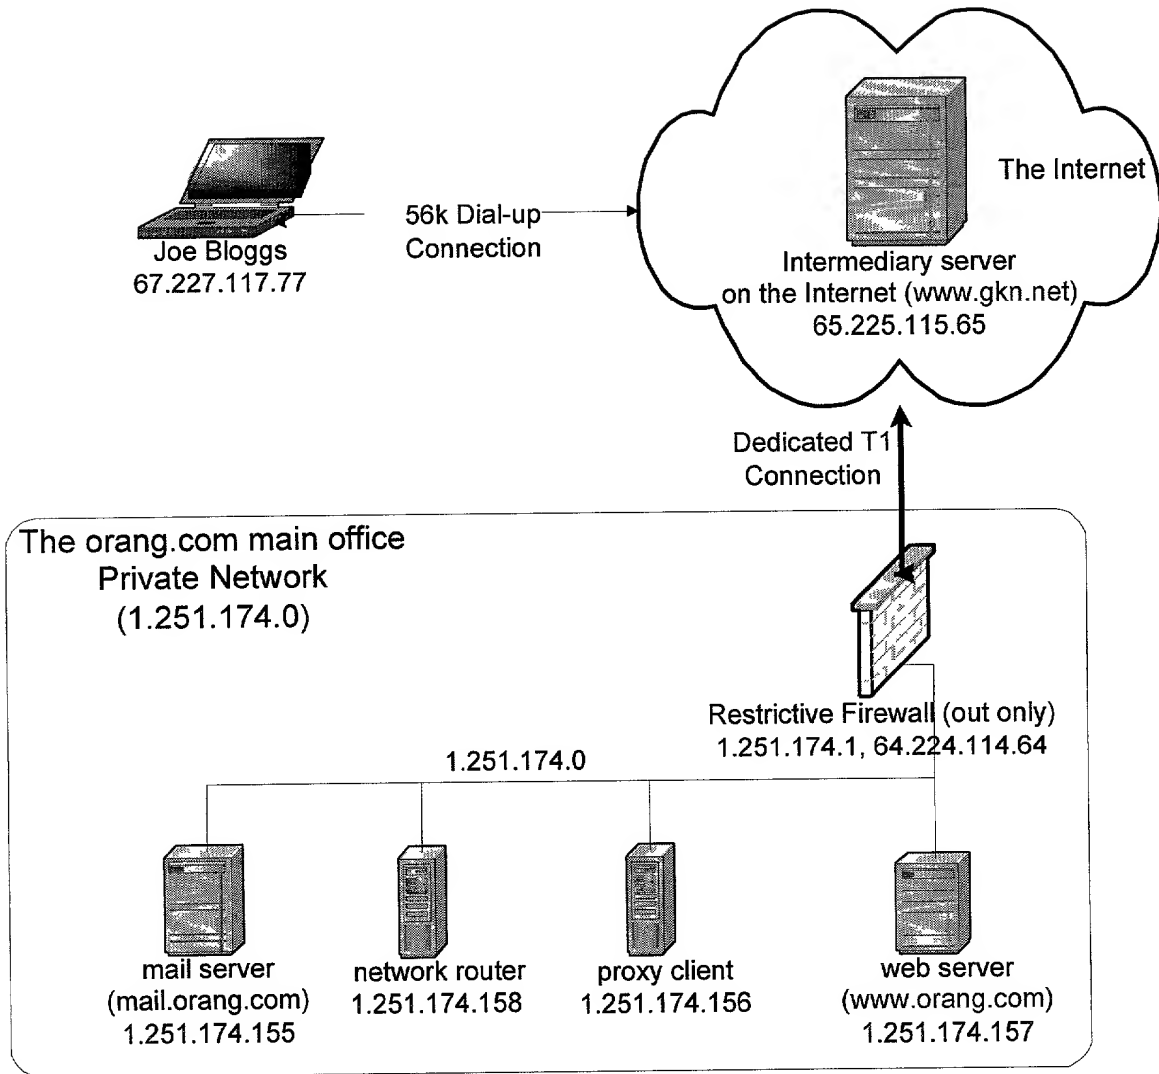 The Internet
Joe Bloggs
67.227.117.77
56k Dial-up
Connection
Intermediary server
on the Internet (www.gkn.net)
65.225.115.65
Dedicated T1
Connection
The orang.com main office
Private Network
(1.251.174.0)
Restrictive Firewall (out only)
1.251.174.1, 64.224.114.64
1.251.174.0
mail server
(mail.orang.com)
1.251.174.155
network router
1.251.174.158
proxy client
1.251.174.156
web server
(www.orang.com)
1.251.174.157